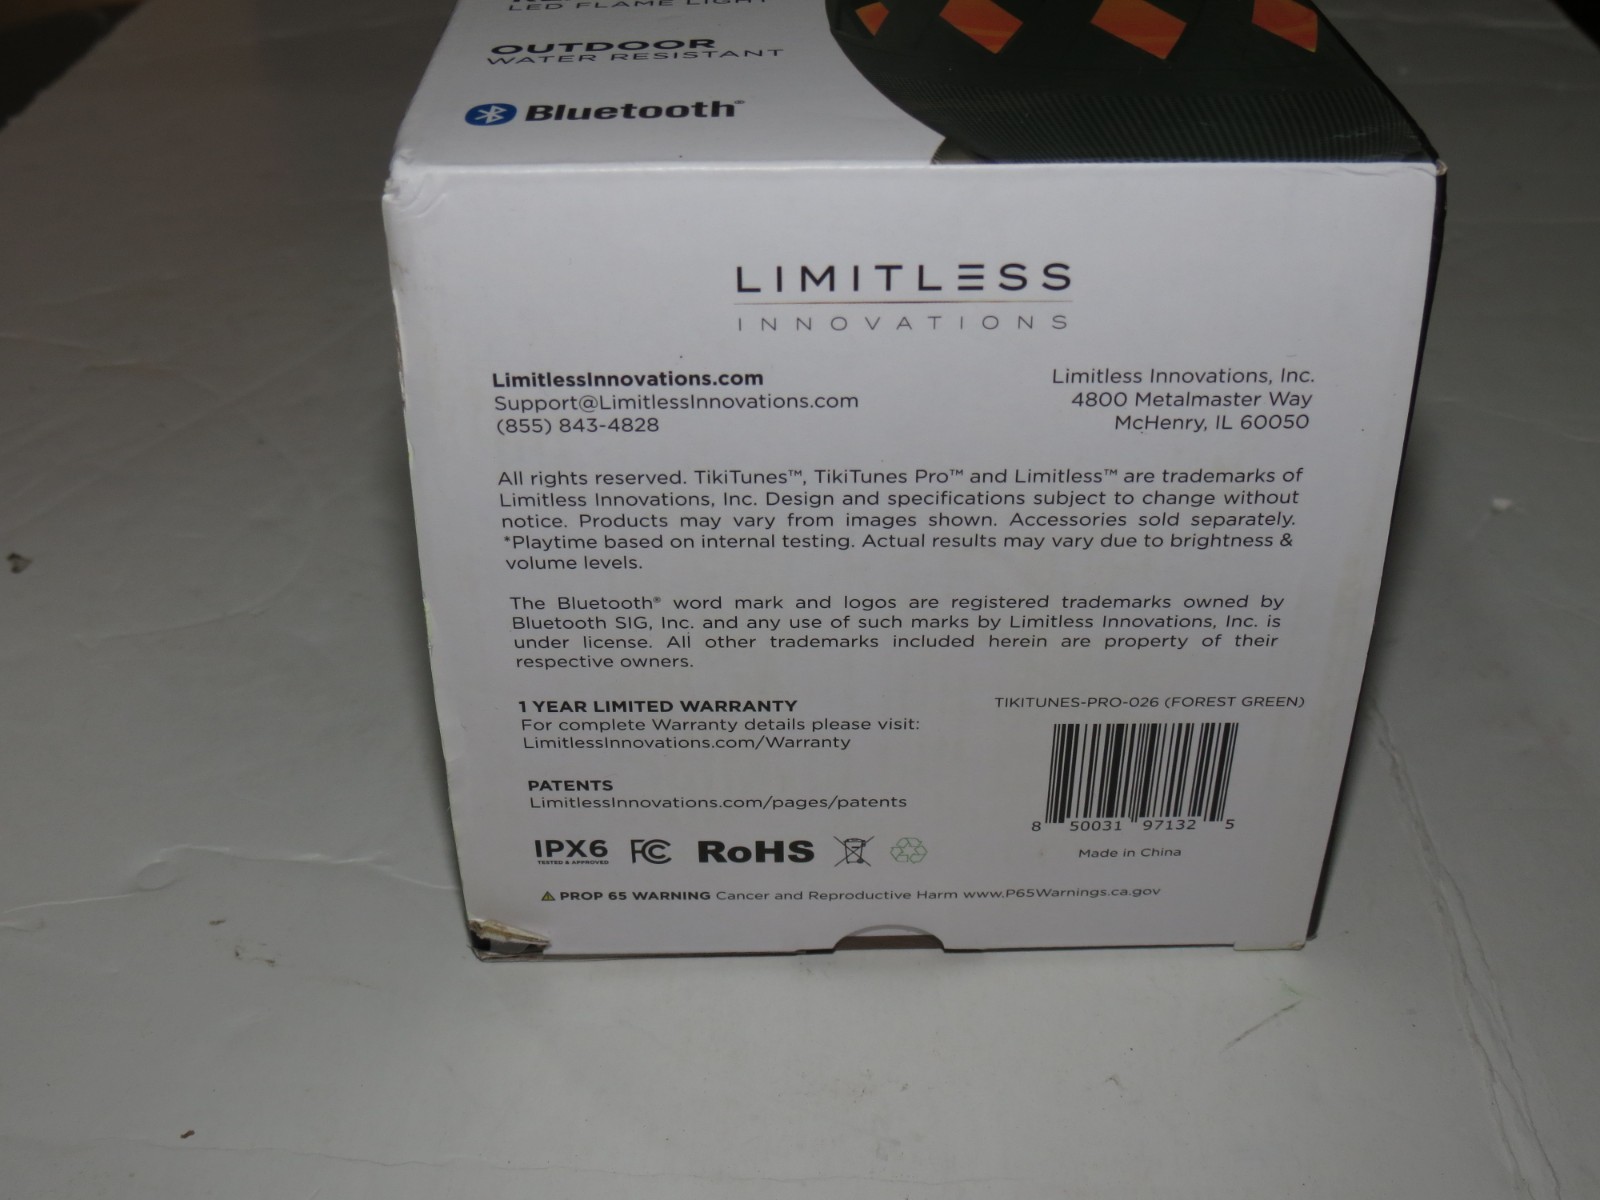 LED FLAME LIGHT
OUTDOOR
WATER RESISTANT
Bluetooth®
LIMITLESS
INNOVATIONS
LimitlessInnovations.com
Support@LimitlessInnovations.com
(855) 843-4828
Limitless Innovations, Inc.
4800 Metalmaster Way
McHenry, IL 60050
All rights reserved. TikiTunes™, TikiTunes Pro™ and Limitless™ are trademarks of
Limitless Innovations, Inc. Design and specifications subject to change without
notice. Products may vary from images shown. Accessories sold separately.
*Playtime based on internal testing. Actual results may vary due to brightness &
volume levels.
The Bluetooth® word mark and logos are registered trademarks owned by
Bluetooth SIG, Inc. and any use of such marks by Limitless Innovations, Inc. is
under license. All other trademarks included herein are property of their
respective owners.
1 YEAR LIMITED WARRANTY
For complete Warranty details please visit:
LimitlessInnovations.com/Warranty
PATENTS
LimitlessInnovations.com/pages/patents
TIKITUNES-PRO-026 (FOREST GREEN)
8 50031 97132 5
Made in China
IPX6
TESTED & APPROVED
FC
RoHS
PROP 65 WARNING Cancer and Reproductive Harm www.P65Warnings.ca.gov